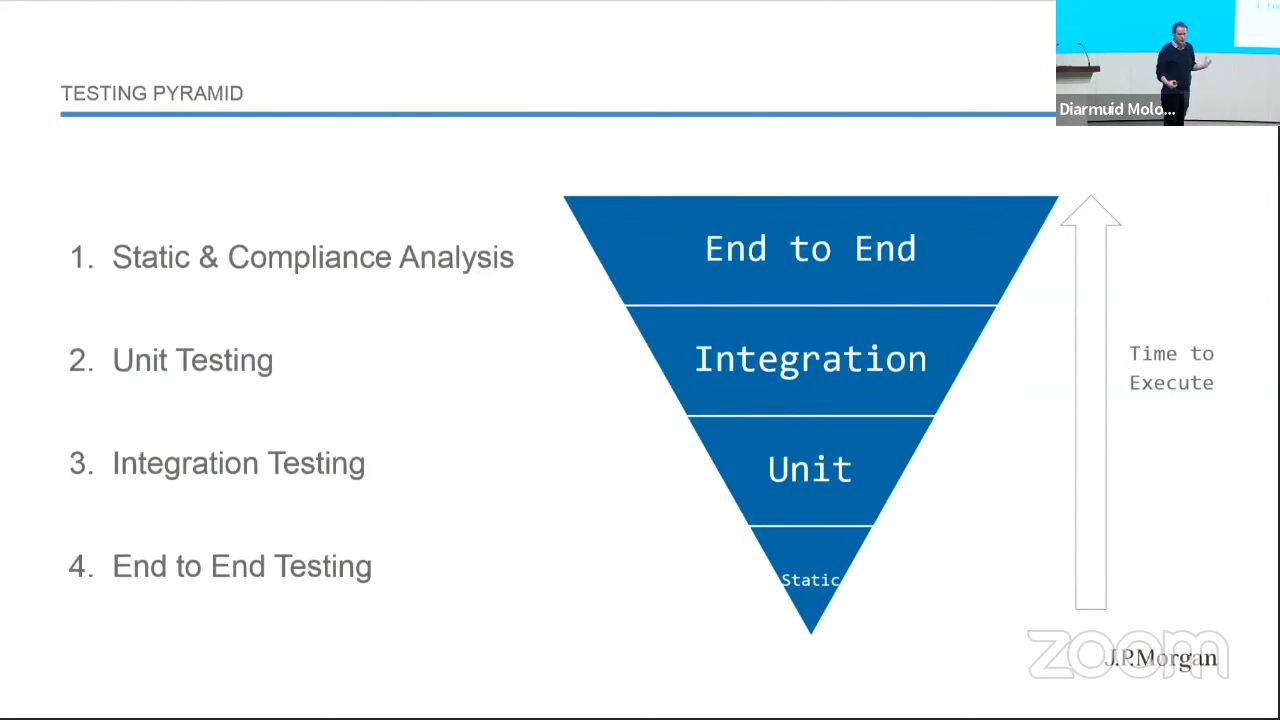 TESTING PYRAMID
Diarmuid Molo...
1. Static & Compliance Analysis
2. Unit Testing
3. Integration Testing
4. End to End Testing
End to End
Integration
Unit
Static
Time to
Execute
zoom
J.P.Morgan